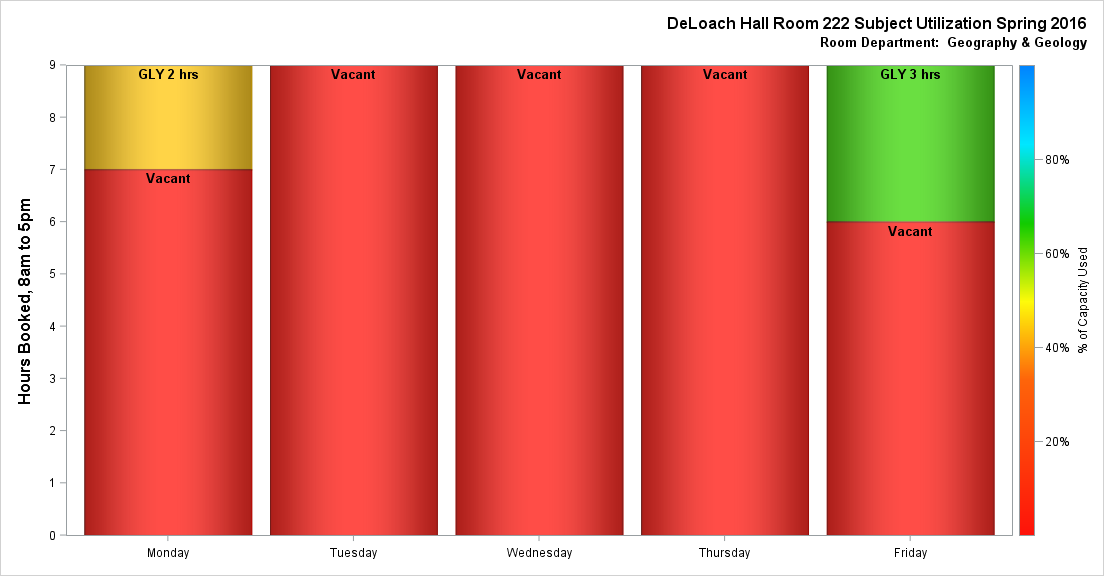 DeLoach Hall Room 222 Subject Utilization Spring 2016
Room Department: Geography & Geology
Hours Booked, 8am to 5pm
9
8
7
6
5
4
3
2
1
0
GLY 2 hrs
Vacant
Vacant
Vacant
Vacant
GLY 3 hrs
Vacant
Monday
Tuesday
Wednesday
Thursday
Friday
80%
60%
40%
20%
% of Capacity Used